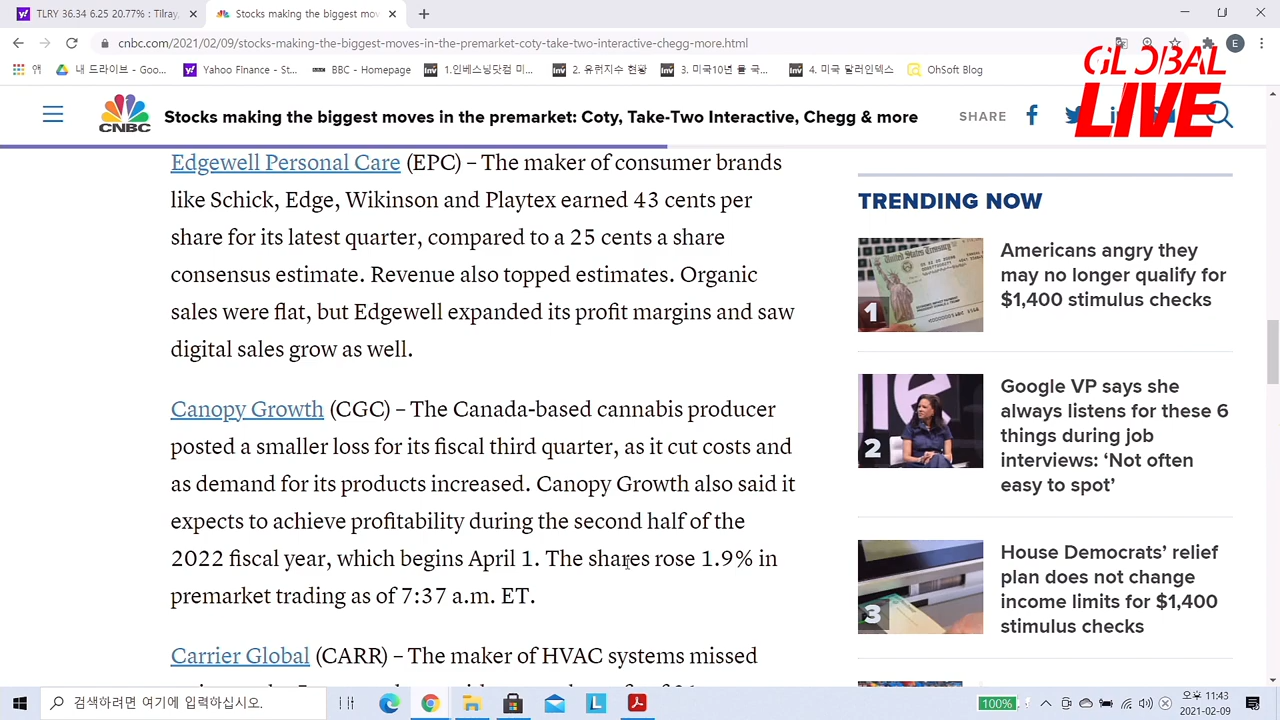 TLRY 36.34 6.25 20.77% : Tilray,
Stocks making the biggest mov
cnbc.com/2021/02/09/stocks-making-the-biggest-moves-in-the-premarket-coty-take-two-interactive-chegg-more.html
E
앱
내 드라이브 - Goo...
Yahoo Finance - St...
BBC - Homepage
1.인베스팅닷컴 미...
2. 유럽지수 현황
3. 미국10년 물 국...
4. 미국 달러인덱스
OhSoft Blog
GLOBAL
LIVE
CNBC
Stocks making the biggest moves in the premarket: Coty, Take-Two Interactive, Chegg & more
SHARE
Edgewell Personal Care (EPC) – The maker of consumer brands
like Schick, Edge, Wikinson and Playtex earned 43 cents per
share for its latest quarter, compared to a 25 cents a share
consensus estimate. Revenue also topped estimates. Organic
sales were flat, but Edgewell expanded its profit margins and saw
digital sales grow as well.
Canopy Growth (CGC) – The Canada-based cannabis producer
posted a smaller loss for its fiscal third quarter, as it cut costs and
as demand for its products increased. Canopy Growth also said it
expects to achieve profitability during the second half of the
2022 fiscal year, which begins April 1. The shares rose 1.9% in
premarket trading as of 7:37 a.m. ET.
Carrier Global (CARR) – The maker of HVAC systems missed
TRENDING NOW
1
Americans angry they
may no longer qualify for
$1,400 stimulus checks
2
Google VP says she
always listens for these 6
things during job
interviews: ‘Not often
easy to spot’
3
House Democrats’ relief
plan does not change
income limits for $1,400
stimulus checks
검색하려면 여기에 입력하십시오.
100%
오후 11:43
2021-02-09